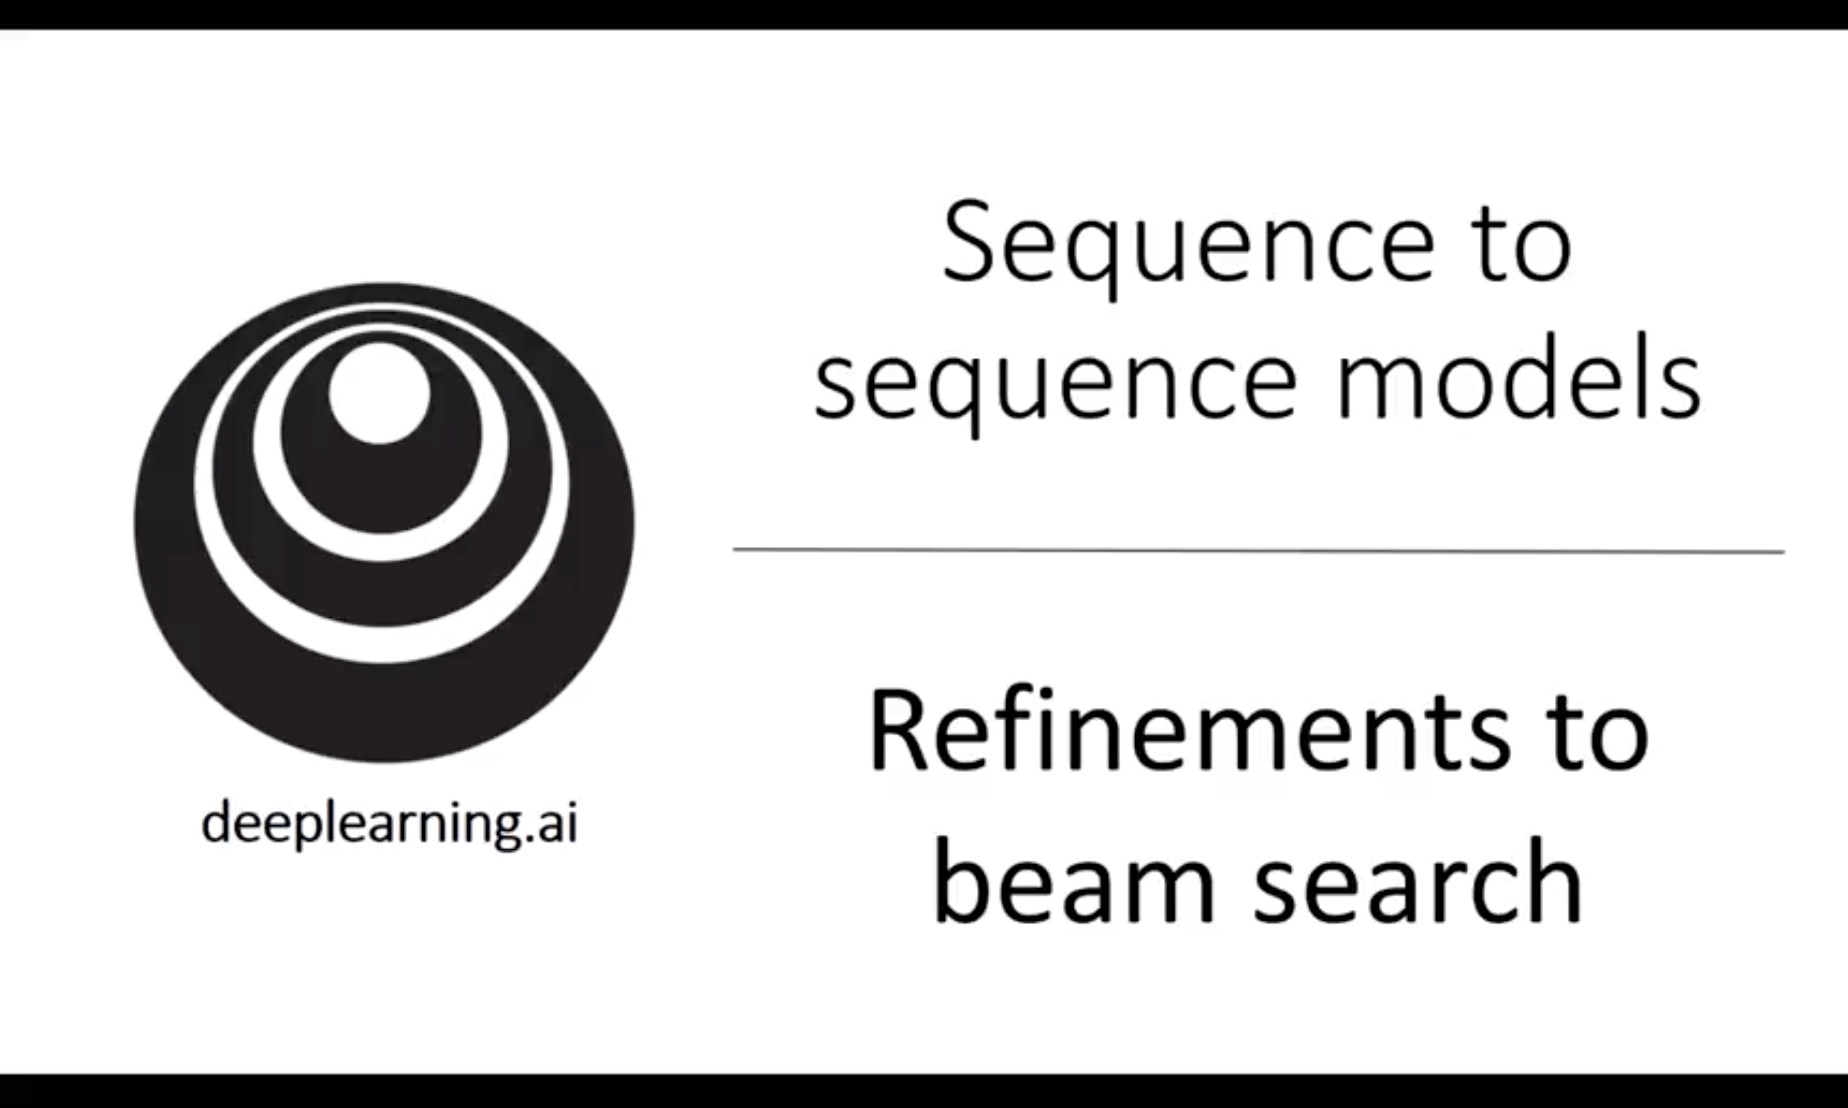 Sequence to
sequence models
Refinements to
beam search
deeplearning.ai